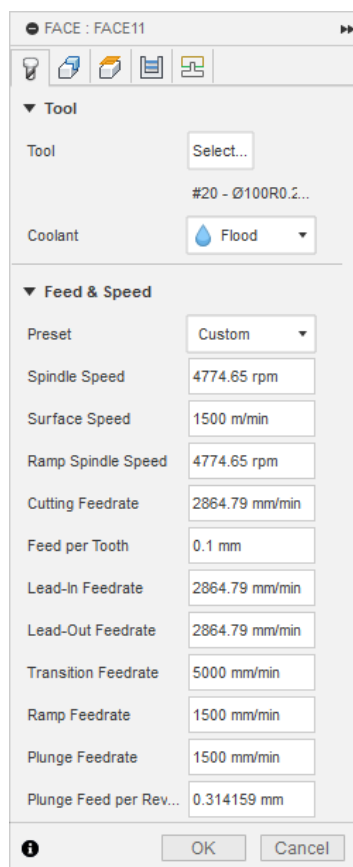 FACE : FACE11
Tool
Tool Select...
#20 - Ø100R0.2...
Coolant Flood
Feed & Speed
Preset Custom
Spindle Speed 4774.65 rpm
Surface Speed 1500 m/min
Ramp Spindle Speed 4774.65 rpm
Cutting Feedrate 2864.79 mm/min
Feed per Tooth 0.1 mm
Lead-In Feedrate 2864.79 mm/min
Lead-Out Feedrate 2864.79 mm/min
Transition Feedrate 5000 mm/min
Ramp Feedrate 1500 mm/min
Plunge Feedrate 1500 mm/min
Plunge Feed per Rev... 0.314159 mm
OK Cancel